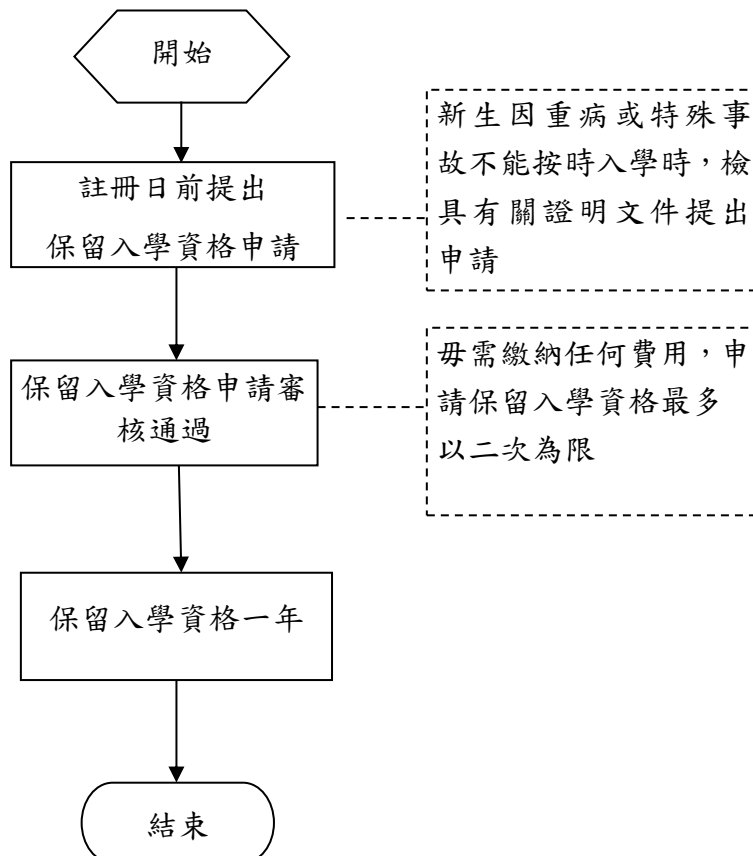 開始
註冊日前提出
保留入學資格申請
新生因重病或特殊事
故不能按時入學時，檢
具有關證明文件提出
申請
保留入學資格申請審
核通過
毋需繳納任何費用，申
請保留入學資格最多
以二次為限
保留入學資格一年
結束